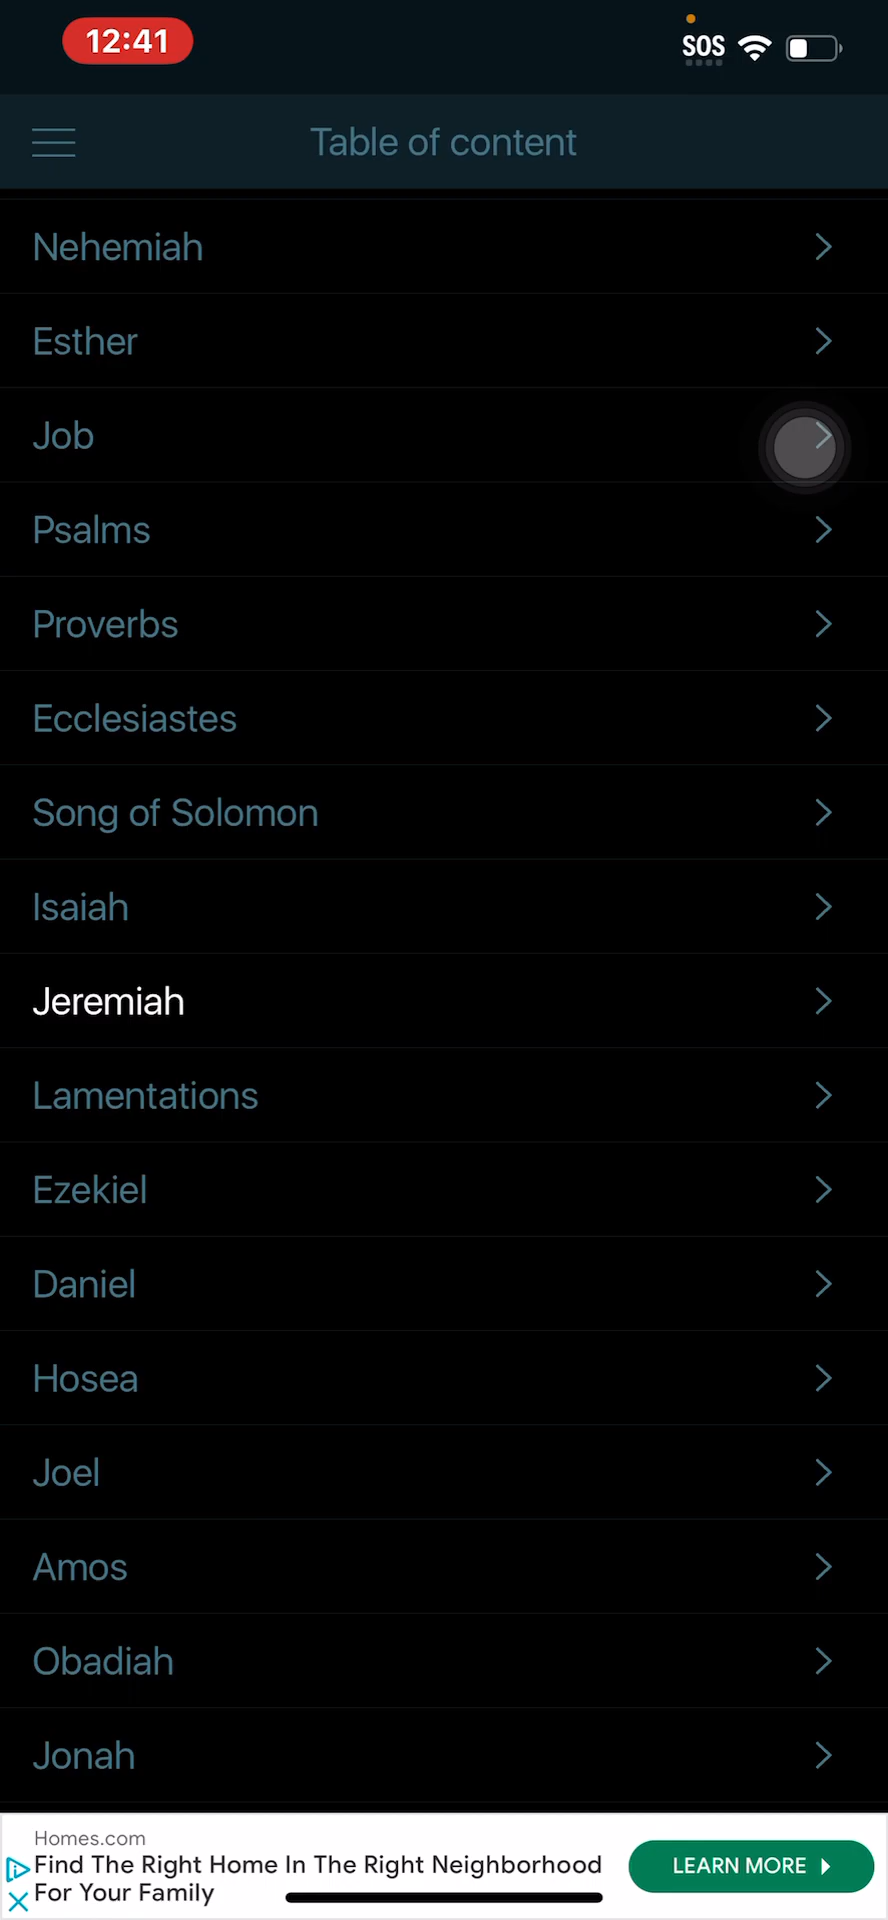 12:41
SOS
Table of content
Nehemiah
Esther
Job
Psalms
Proverbs
Ecclesiastes
Song of Solomon
Isaiah
Jeremiah
Lamentations
Ezekiel
Daniel
Hosea
Joel
Amos
Obadiah
Jonah
Homes.com
Find The Right Home In The Right Neighborhood
For Your Family
LEARN MORE